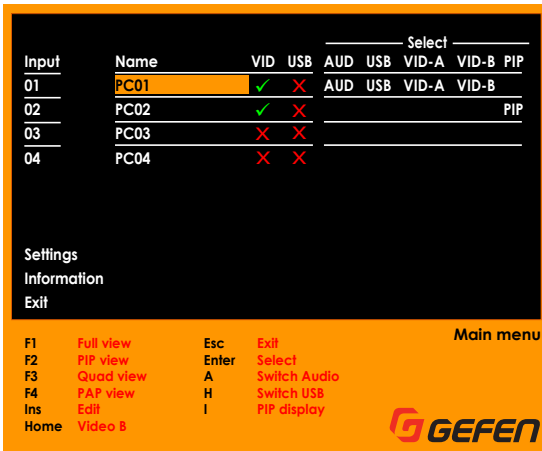 Select
Input Name VID USB AUD USB VID-A VID-B PIP
01 PC01 ✓ X AUD USB VID-A VID-B
02 PC02 ✓ X PIP
03 PC03 X X
04 PC04 X X
Settings
Information
Exit
Main menu
F1 Full view Esc Exit
F2 PIP view Enter Select
F3 Quad view A Switch Audio
F4 PAP view H Switch USB
Ins Edit I PIP display
Home Video B
GEFEN